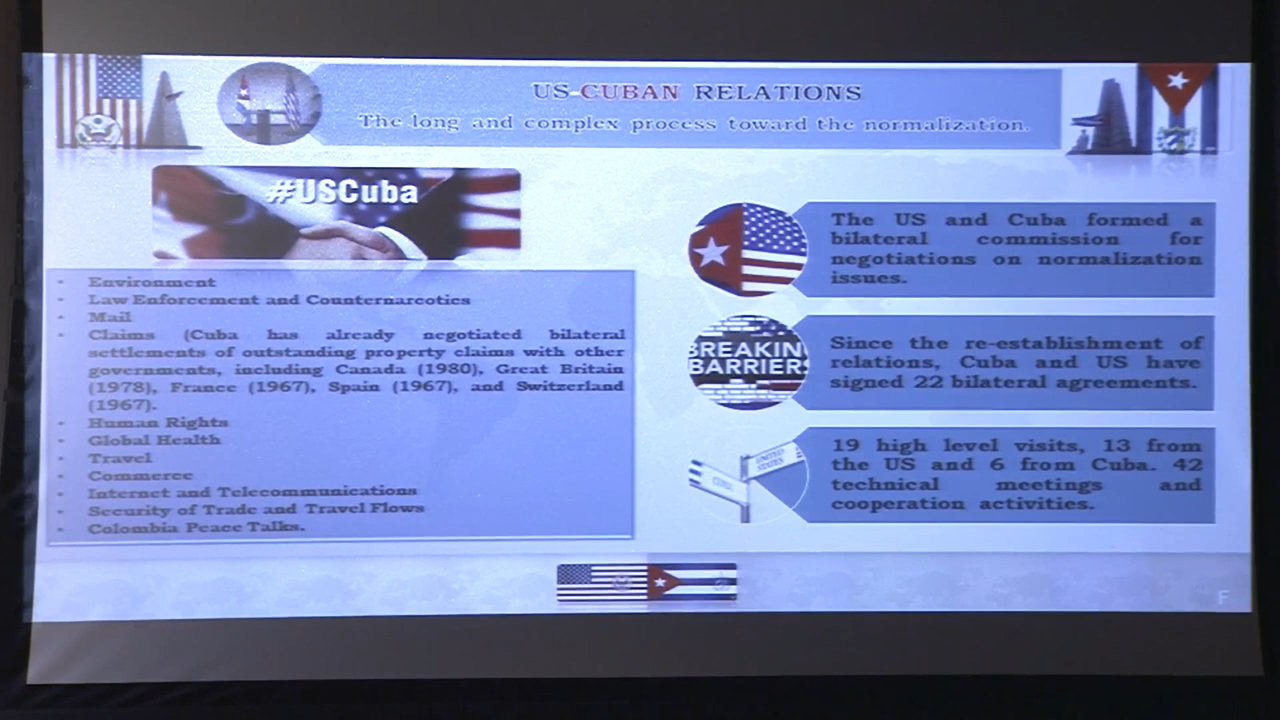 US-CUBAN RELATIONS
The long and complex process toward the normalization.
#USCuba
• Environment
• Law Enforcement and Counternarcotics
• Mail
• Claims (Cuba has already negotiated bilateral
settlements of outstanding property claims with other
governments, including Canada (1980), Great Britain
(1978), France (1967), Spain (1967), and Switzerland
(1967).
• Human Rights
• Global Health
• Travel
• Commerce
• Internet and Telecommunications
• Security of Trade and Travel Flows
• Colombia Peace Talks.
The US and Cuba formed a
bilateral commission for
negotiations on normalization
issues.
BREAKIN
BARRIERS
Since the re-establishment of
relations, Cuba and US have
signed 22 bilateral agreements.
UNITED
STATES
CUBA
19 high level visits, 13 from
the US and 6 from Cuba. 42
technical meetings and
cooperation activities.
F